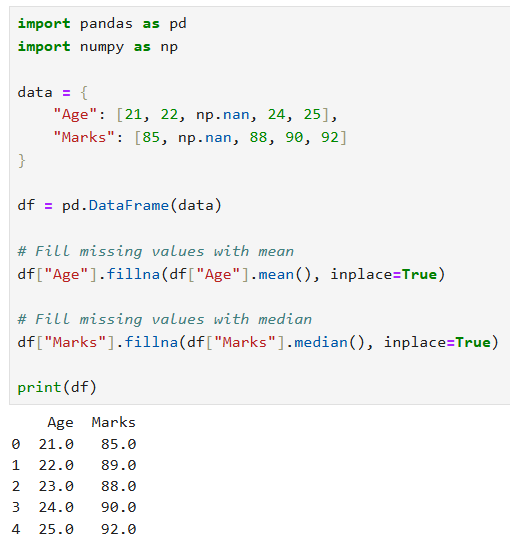 import pandas as pd
import numpy as np

data = {
    "Age": [21, 22, np.nan, 24, 25],
    "Marks": [85, np.nan, 88, 90, 92]
}

df = pd.DataFrame(data)

# Fill missing values with mean
df["Age"].fillna(df["Age"].mean(), inplace=True)

# Fill missing values with median
df["Marks"].fillna(df["Marks"].median(), inplace=True)

print(df)
    Age  Marks
0  21.0   85.0
1  22.0   89.0
2  23.0   88.0
3  24.0   90.0
4  25.0   92.0